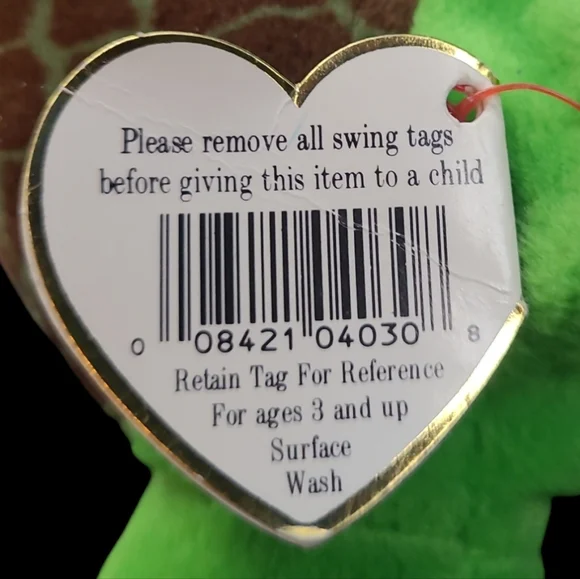 Please remove all swing tags
before giving this item to a child
0 08421 04030 8
Retain Tag For Reference
For ages 3 and up
Surface
Wash